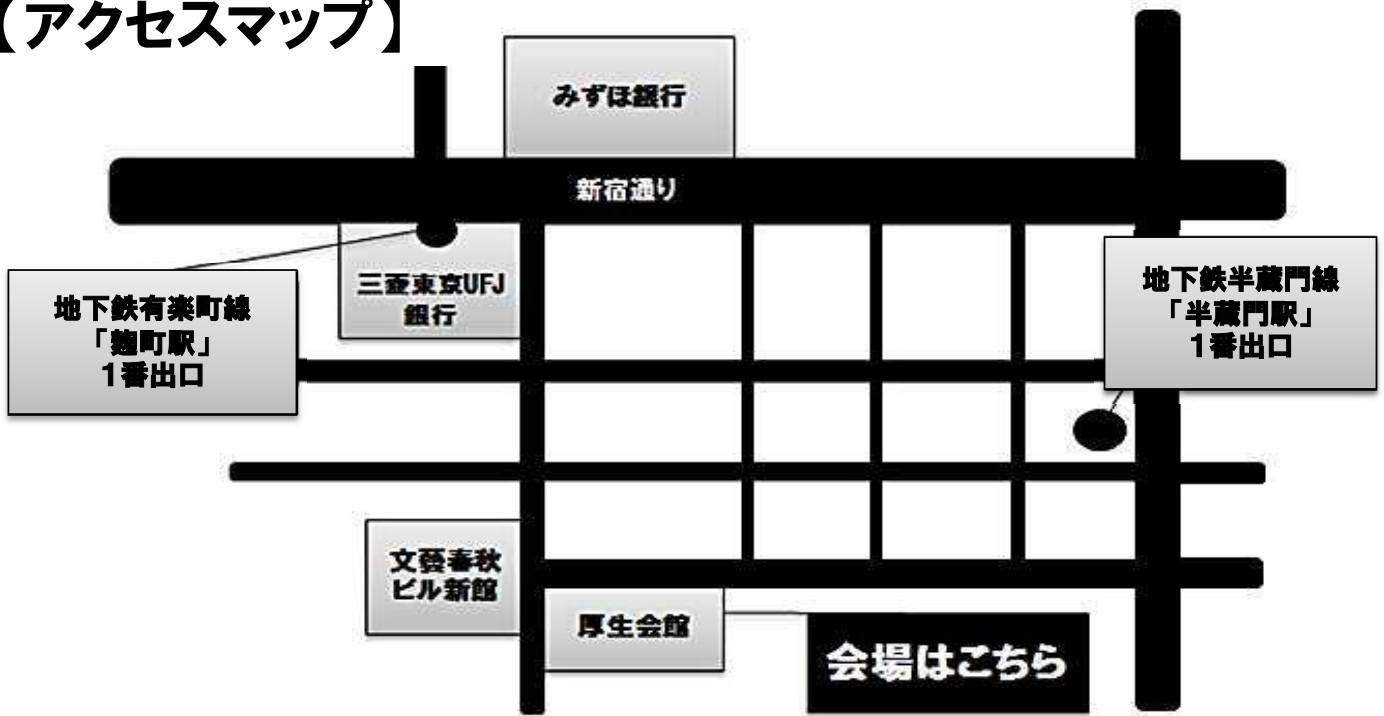 【アクセスマップ】
みずほ銀行
新宿通り
三菱東京UFJ
銀行
地下鉄有楽町線
「麹町駅」
1番出口
地下鉄半蔵門線
「半蔵門駅」
1番出口
文藝春秋
ビル新館
厚生会館
会場はこちら